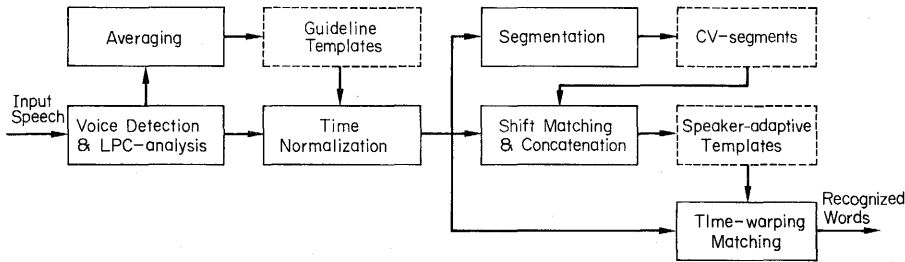 Averaging
Guideline
Templates
Segmentation
CV-segments
Input
Speech
Voice Detection
& LPC-analysis
Time
Normalization
Shift Matching
& Concatenation
Speaker-adaptive
Templates
TIme-warping
Matching
Recognized
Words